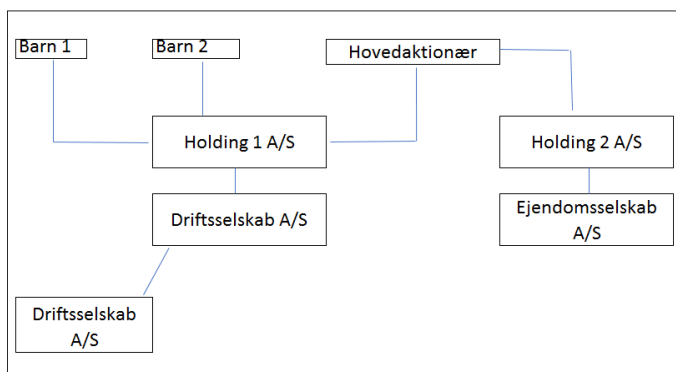 Barn 1
Barn 2
Hovedaktionær
Holding 1 A/S
Holding 2 A/S
Driftsselskab A/S
Ejendomsselskab
A/S
Driftsselskab
A/S